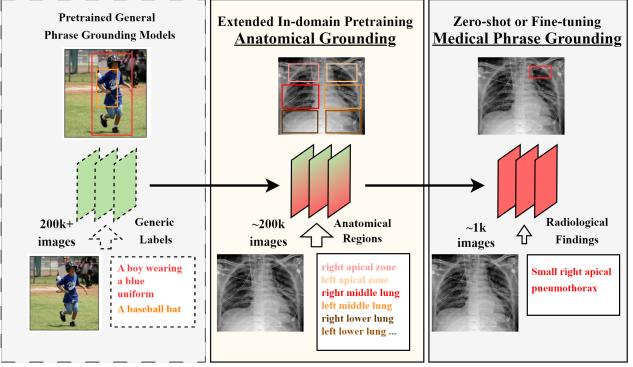 Pretrained General
Phrase Grounding Models
200k+
images
Generic
Labels
A boy wearing
a blue
uniform
A baseball bat
Extended In-domain Pretraining
Anatomical Grounding
~200k
images
Anatomical
Regions
right apical zone
left apical zone
right middle lung
left middle lung
right lower lung
left lower lung ...
Zero-shot or Fine-tuning
Medical Phrase Grounding
~1k
images
Radiological
Findings
Small right apical
pneumothorax